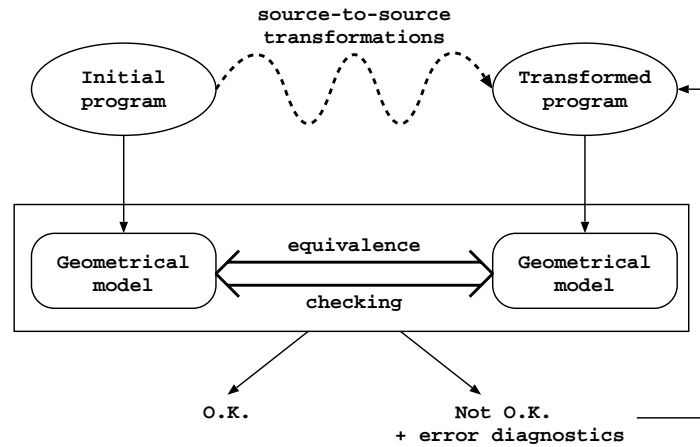 source-to-source
transformations
Initial
program
Transformed
program
Geometrical
model
equivalence
checking
Geometrical
model
O.K.
Not O.K.
+ error diagnostics